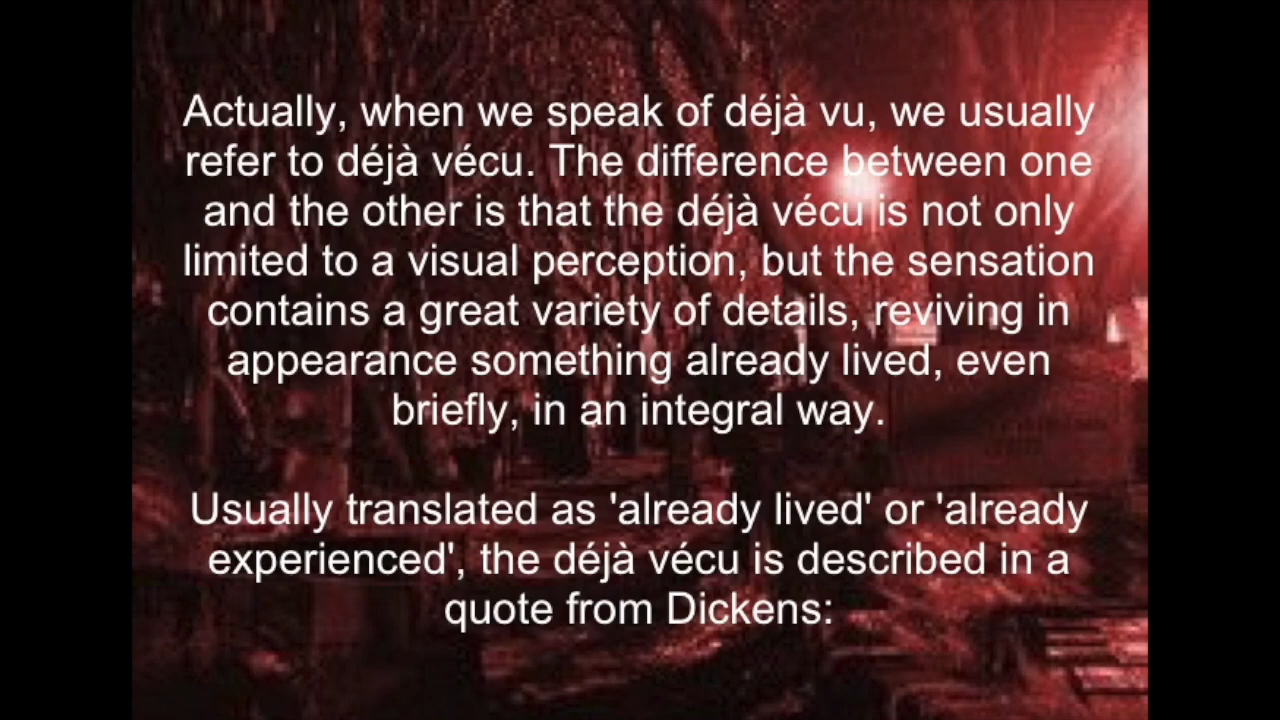 Actually, when we speak of déjà vu, we usually
refer to déjà vécu. The difference between one
and the other is that the déjà vécu is not only
limited to a visual perception, but the sensation
contains a great variety of details, reviving in
appearance something already lived, even
briefly, in an integral way.
Usually translated as 'already lived' or 'already
experienced', the déjà vécu is described in a
quote from Dickens: